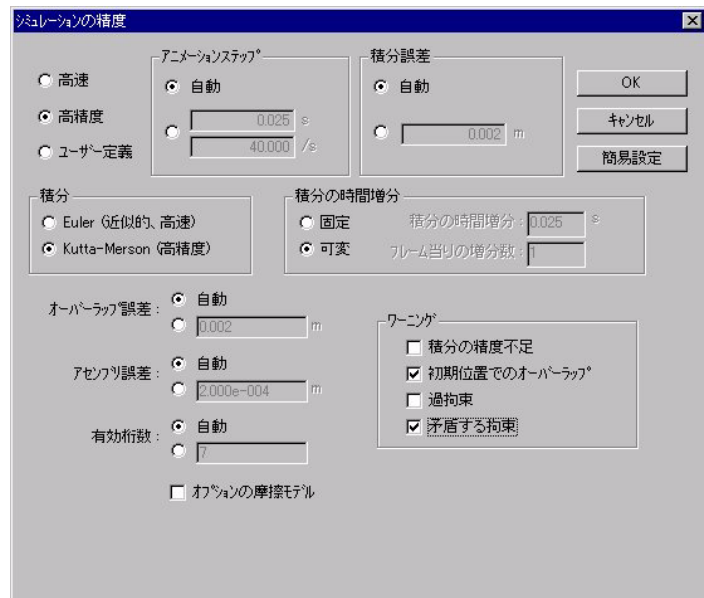 シミュレーションの精度
高速
高精度
ユーザー定義
アニメーションステップ
自動
0.025 s
40.000 /s
積分誤差
自動
0.002 m
OK
キャンセル
簡易設定
積分
Euler (近似的、高速)
Kutta-Merson (高精度)
積分の時間増分
固定 積分の時間増分: 0.025 s
可変 フレーム当りの増分数: 1
オーバーラップ誤差: 自動
0.002 m
アセンブリ誤差: 自動
2.000e-004 m
有効桁数: 自動
7
オプションの摩擦モデル
ワーニング
積分の精度不足
初期位置でのオーバーラップ
過拘束
矛盾する拘束